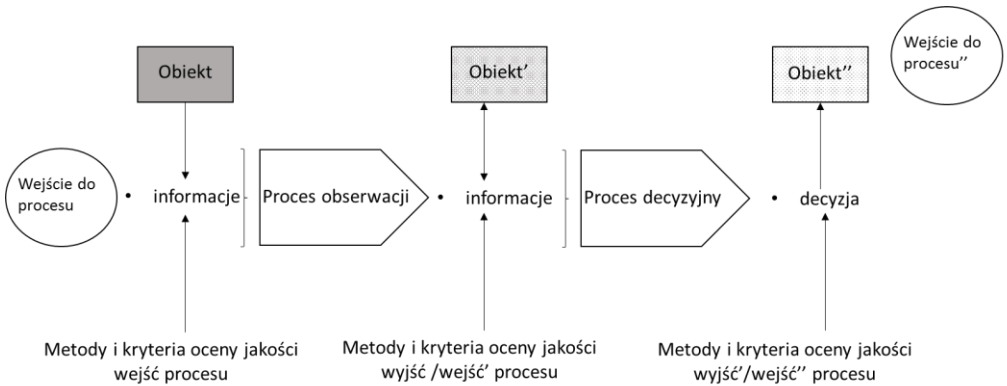 Wejście do
procesu''
Obiekt
Obiekt'
Obiekt''
Wejście do
procesu
• informacje
Proces obserwacji
• informacje
Proces decyzyjny
• decyzja
Metody i kryteria oceny jakości
wejść procesu
Metody i kryteria oceny jakości
wyjść /wejść' procesu
Metody i kryteria oceny jakości
wyjść'/wejść'' procesu